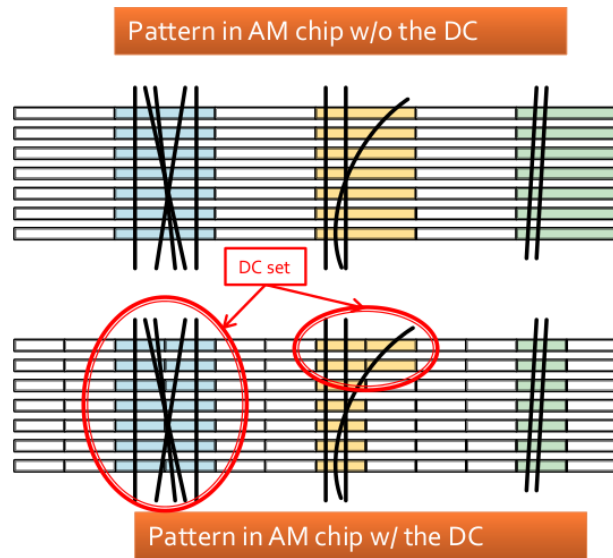 Pattern in AM chip w/o the DC
DC set
Pattern in AM chip w/ the DC